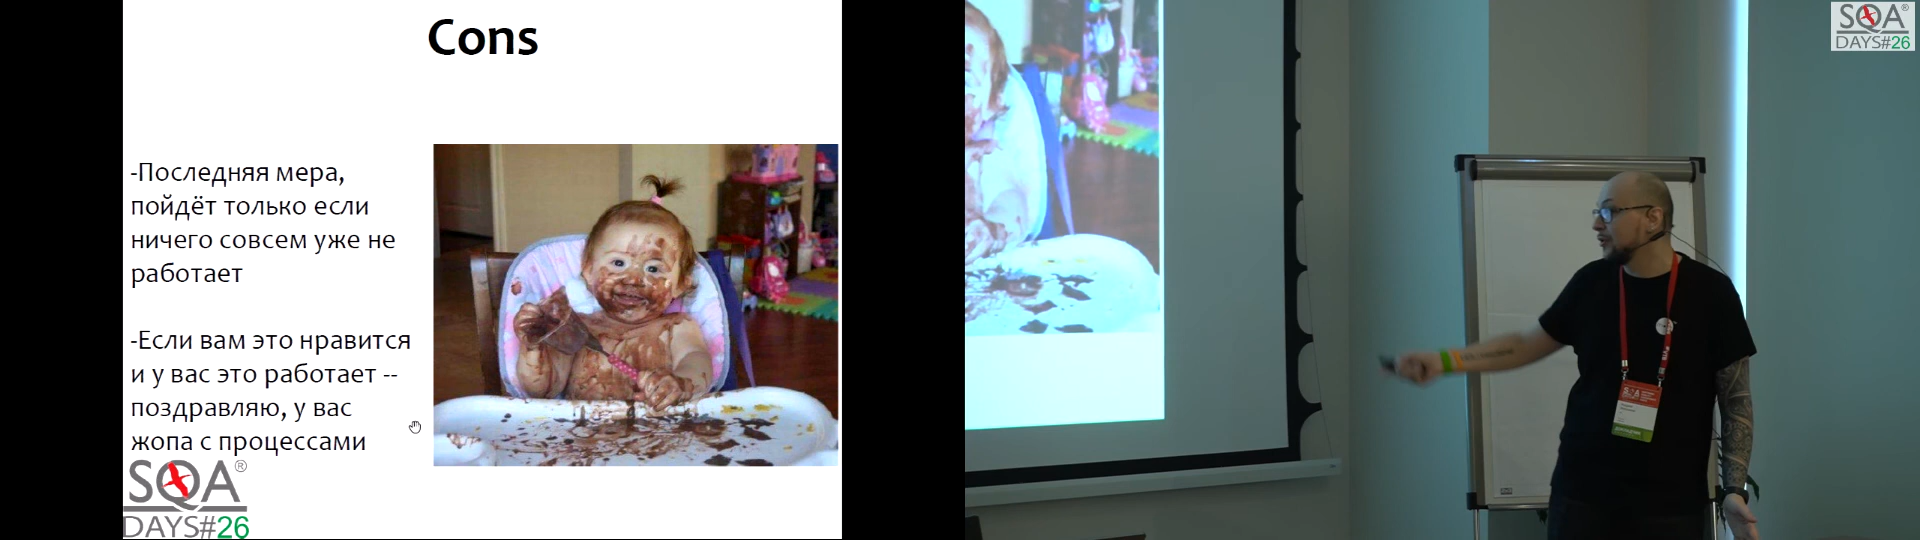 Cons
-Последняя мера,
пойдёт только если
ничего совсем уже не
работает
-Если вам это нравится
и у вас это работает --
поздравляю, у вас
жопа с процессами
SQA®
DAYS#26
SQA®
DAYS#26
SQA